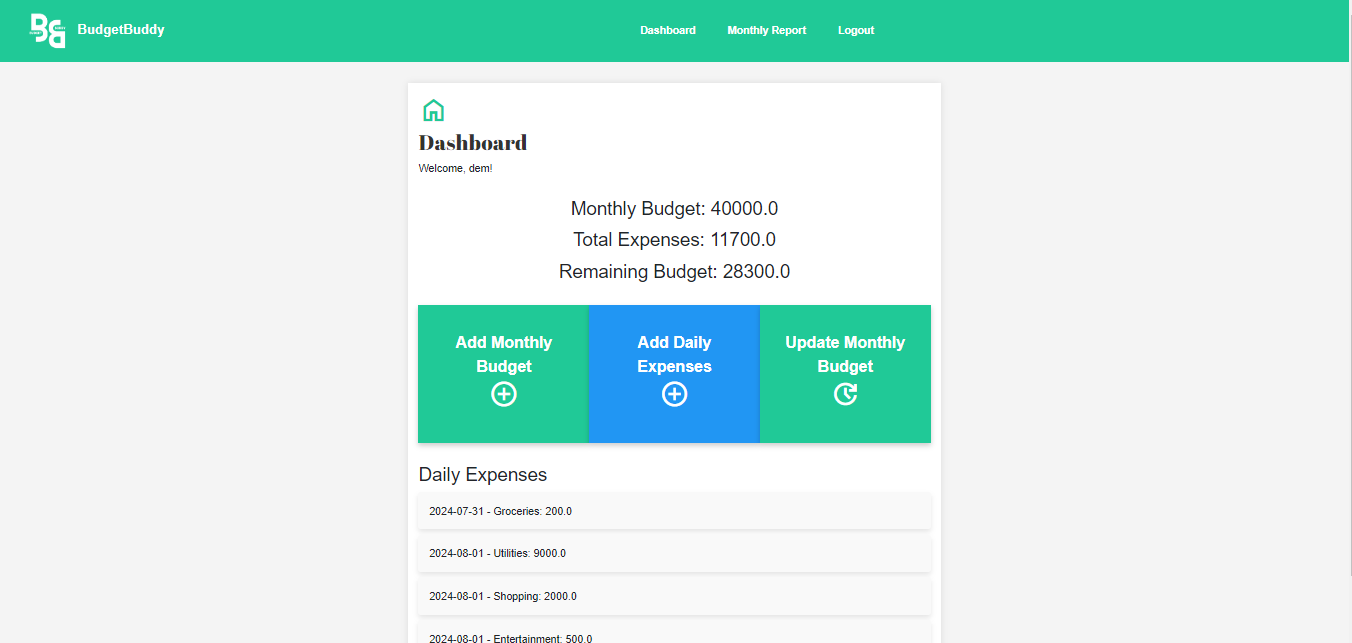 BudgetBuddy
Dashboard
Monthly Report
Logout
Dashboard
Welcome, dem!
Monthly Budget: 40000.0
Total Expenses: 11700.0
Remaining Budget: 28300.0
Add Monthly
Budget
Add Daily
Expenses
Update Monthly
Budget
Daily Expenses
2024-07-31 - Groceries: 200.0
2024-08-01 - Utilities: 9000.0
2024-08-01 - Shopping: 2000.0
2024-08-01 - Entertainment: 500.0